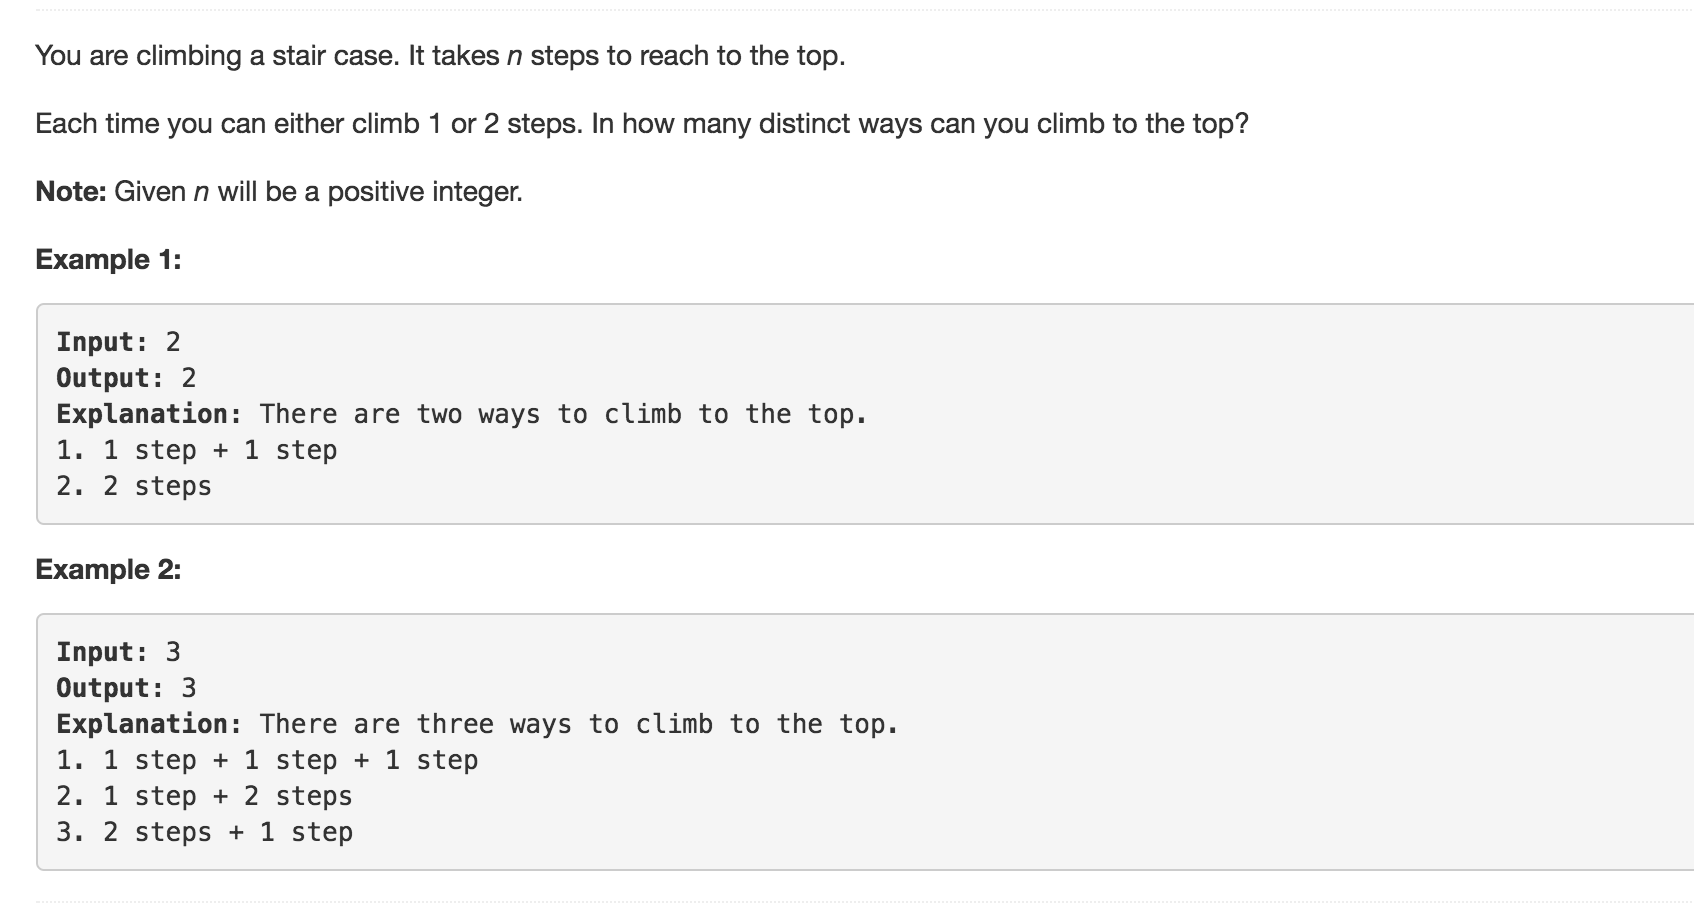 You are climbing a stair case. It takes n steps to reach to the top.
Each time you can either climb 1 or 2 steps. In how many distinct ways can you climb to the top?
Note: Given n will be a positive integer.
Example 1:
Input: 2
Output: 2
Explanation: There are two ways to climb to the top.
1. 1 step + 1 step
2. 2 steps
Example 2:
Input: 3
Output: 3
Explanation: There are three ways to climb to the top.
1. 1 step + 1 step + 1 step
2. 1 step + 2 steps
3. 2 steps + 1 step